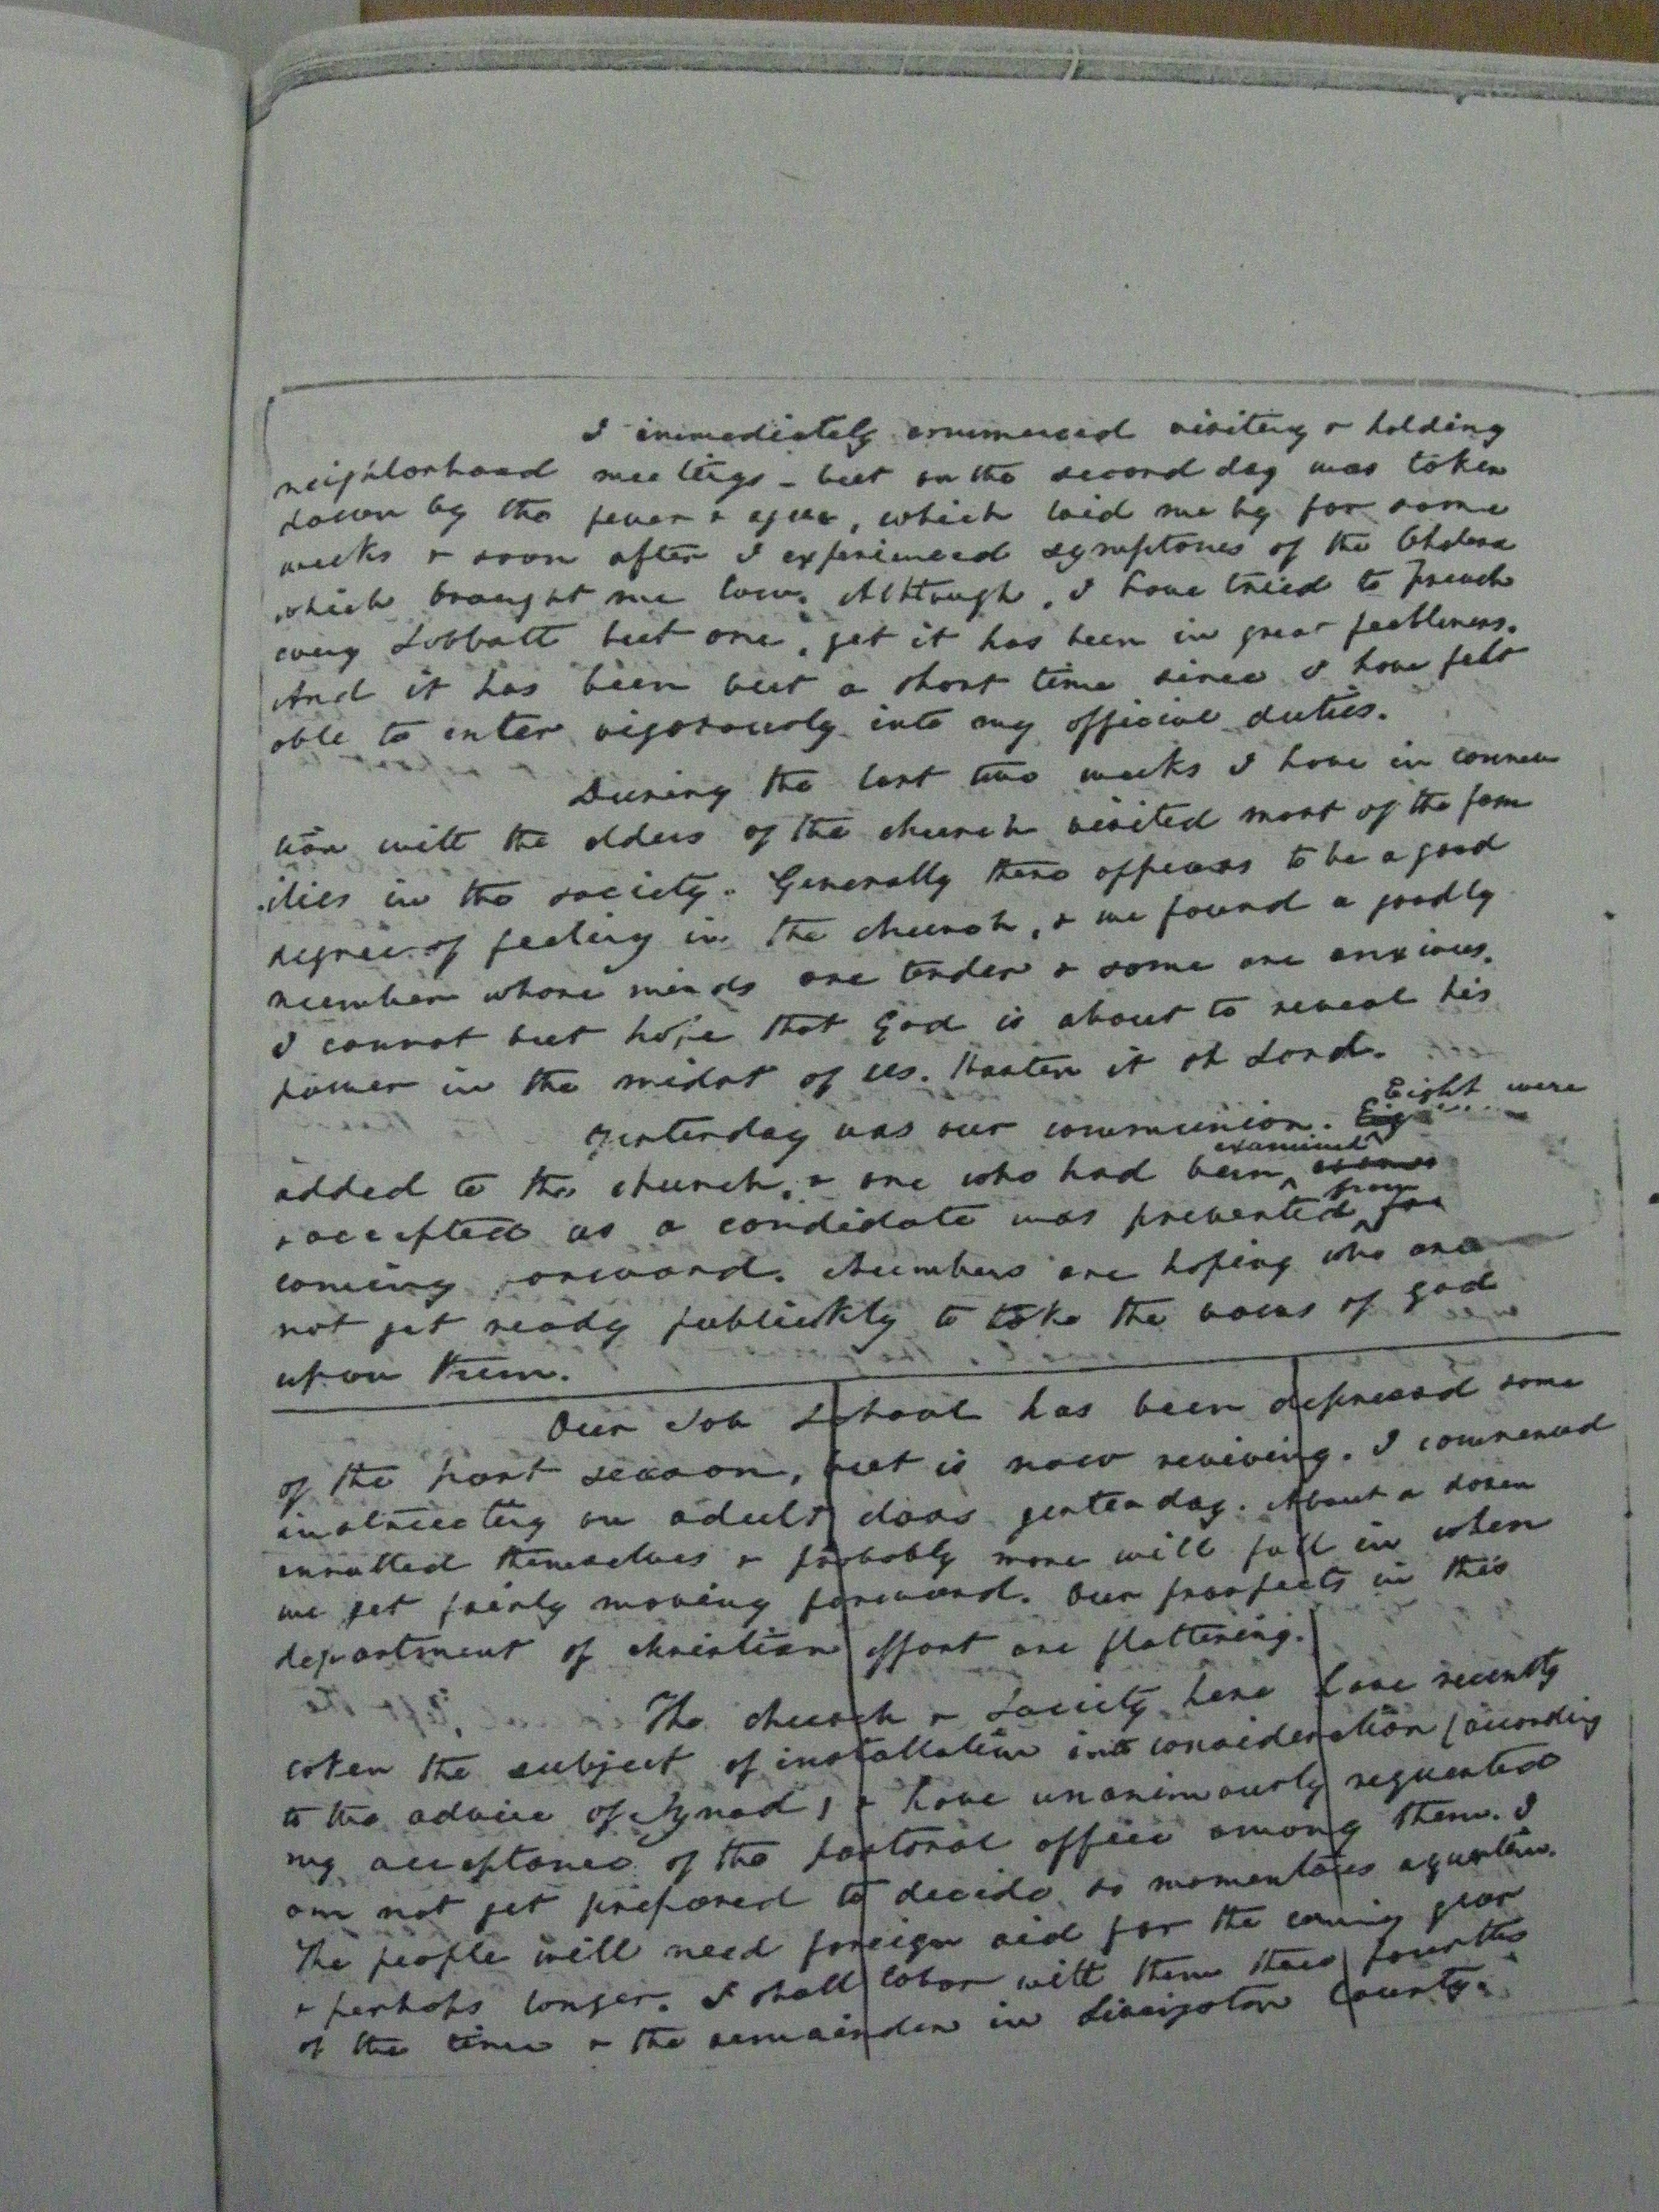 I immediately commenced visiting & holding
neighborhood meetings - but on the second day was taken
down by the fever & ague, which laid me by for some
weeks & soon after I experienced symptoms of the Cholera
which brought me low. Although, I have tried to preach
every Sabbath but one, yet it has been in great feebleness.
And it has been but a short time since I have felt
able to enter vigorously into my official duties.
During the last two weeks I have in connec
tion with the elders of the church visited most of the fam
ilies in the society. Generally there appears to be a good
degree of feeling in the church, & we found a goodly
number whose minds are tender & some are anxious.
I cannot but hope that God is about to reveal his
power in the midst of us. Hasten it oh Lord.
Yesterday was our communion. Eig Eight were
added to the church, & one who had been examined
& accepted as a candidate was prevented for from
coming forward. Numbers are hoping who are
not yet ready publickly to take the vows of God
upon them.
Our Sab School has been depressed some
of the past season, but is now reviving. I commenced
instructing an adult class yesterday. About a dozen
enrolled themselves & probably more will fall in when
we get fairly moving forward. Our prospects in this
department of christian effort are flattering.
The church & Society here have recently
taken the subject of installation into consideration (according
to the advice of Synod) & have unanimously requested
my acceptance of the pastoral office among them. I
am not yet prepared to decide so momentous a question.
The people will need foreign aid for the coming year
& perhaps longer. I shall labor with them three fourths
of the time & the remainder in Livingston County.